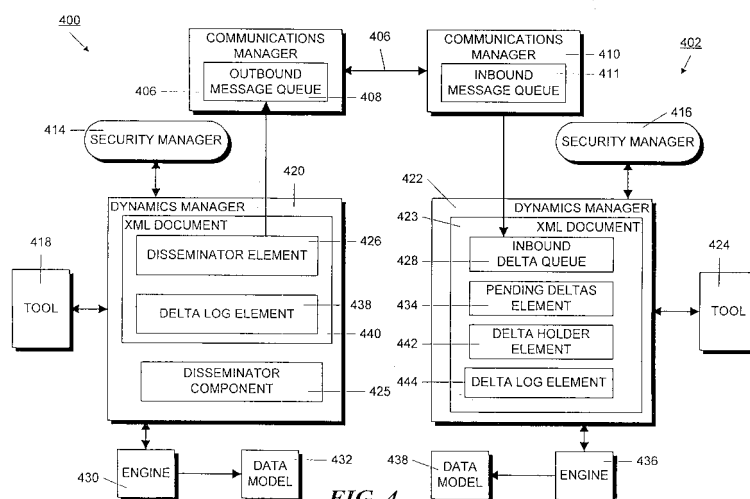 400
COMMUNICATIONS
MANAGER
406
OUTBOUND
MESSAGE QUEUE
406
408
COMMUNICATIONS
MANAGER
410
INBOUND
MESSAGE QUEUE
411
402
414
SECURITY MANAGER
416
SECURITY MANAGER
420
DYNAMICS MANAGER
XML DOCUMENT
DISSEMINATOR ELEMENT
426
DELTA LOG ELEMENT
438
440
DISSEMINATOR
COMPONENT
425
418
TOOL
422
DYNAMICS MANAGER
423
XML DOCUMENT
INBOUND
DELTA QUEUE
428
PENDING DELTAS
ELEMENT
434
DELTA HOLDER
ELEMENT
442
DELTA LOG ELEMENT
444
424
TOOL
ENGINE
430
DATA
MODEL
432
438
DATA
MODEL
ENGINE
436
FIG. 4